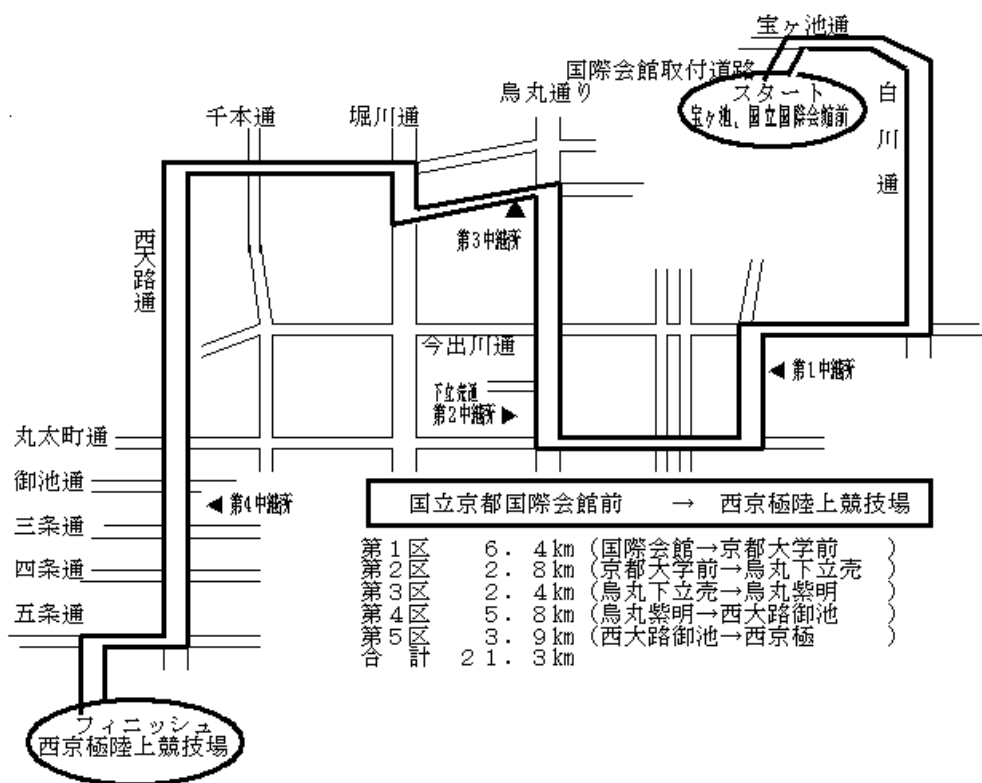 宝ヶ池通
国際会館取付道路
スタート
宝ヶ池、国立国際会館前
白川通
烏丸通り
堀川通
千本通
西大路通
第3中継所
今出川通
第1中継所
下立売通
第2中継所
丸太町通
御池通
第4中継所
三条通
四条通
五条通
国立京都国際会館前 → 西京極陸上競技場
第1区 6.4km (国際会館→京都大学前)
第2区 2.8km (京都大学前→烏丸下立売)
第3区 2.4km (烏丸下立売→烏丸紫明)
第4区 5.8km (烏丸紫明→西大路御池)
第5区 3.9km (西大路御池→西京極)
合計 21.3km
フィニッシュ
西京極陸上競技場